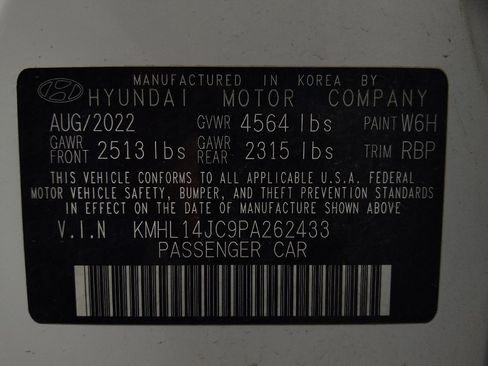 MANUFACTURED IN KOREA BY
HYUNDAI MOTOR COMPANY
AUG/2022 GVWR 4564 lbs PAINT W6H
GAWR FRONT 2513 lbs GAWR REAR 2315 lbs TRIM RBP
THIS VEHICLE CONFORMS TO ALL APPLICABLE U.S.A. FEDERAL
MOTOR VEHICLE SAFETY, BUMPER, AND THEFT PREVENTION STANDARDS
IN EFFECT ON THE DATE OF MANUFACTURE SHOWN ABOVE
V.I.N KMHL14JC9PA262433
PASSENGER CAR